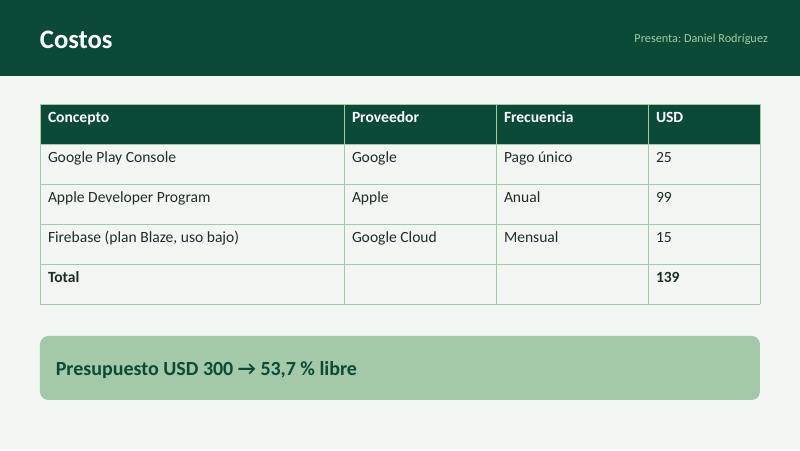 Costos
Presenta: Daniel Rodríguez
Concepto Proveedor Frecuencia USD
Google Play Console Google Pago único 25
Apple Developer Program Apple Anual 99
Firebase (plan Blaze, uso bajo) Google Cloud Mensual 15
Total 139
Presupuesto USD 300 → 53,7 % libre